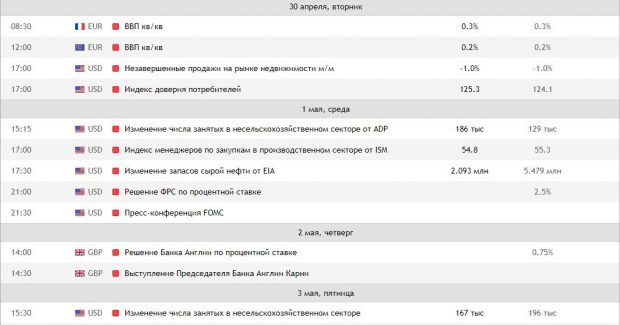 30 апреля, вторник
08:30 EUR ВВП кв/кв 0.3% 0.3%
12:00 EUR ВВП кв/кв 0.2% 0.2%
17:00 USD Незавершенные продажи на рынке недвижимости м/м -1.0% -1.0%
17:00 USD Индекс доверия потребителей 125.3 124.1
1 мая, среда
15:15 USD Изменение числа занятых в несельскохозяйственном секторе от ADP 186 тыс 129 тыс
17:00 USD Индекс менеджеров по закупкам в производственном секторе от ISM 54.8 55.3
17:30 USD Изменение запасов сырой нефти от EIA 2.093 млн 5.479 млн
21:00 USD Решение ФРС по процентной ставке 2.5%
21:30 USD Пресс-конференция FOMC
2 мая, четверг
14:00 GBP Решение Банка Англии по процентной ставке 0.75%
14:30 GBP Выступление Председателя Банка Англии Карни
3 мая, пятница
15:30 USD Изменение числа занятых в несельскохозяйственном секторе 167 тыс 196 тыс